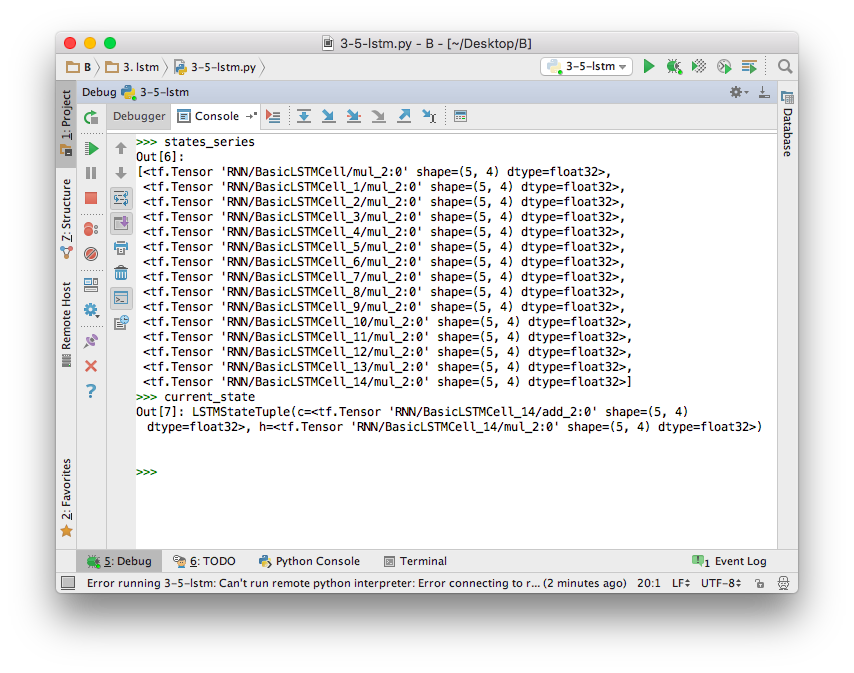 3-5-lstm.py - B - [~/Desktop/B]
B 3. lstm 3-5-lstm.py 3-5-lstm
Debug 3-5-lstm
Debugger Console
1: Project
Z: Structure
Remote Host
2: Favorites
Database
>>> states_series
Out[6]:
[<tf.Tensor 'RNN/BasicLSTMCell/mul_2:0' shape=(5, 4) dtype=float32>,
<tf.Tensor 'RNN/BasicLSTMCell_1/mul_2:0' shape=(5, 4) dtype=float32>,
<tf.Tensor 'RNN/BasicLSTMCell_2/mul_2:0' shape=(5, 4) dtype=float32>,
<tf.Tensor 'RNN/BasicLSTMCell_3/mul_2:0' shape=(5, 4) dtype=float32>,
<tf.Tensor 'RNN/BasicLSTMCell_4/mul_2:0' shape=(5, 4) dtype=float32>,
<tf.Tensor 'RNN/BasicLSTMCell_5/mul_2:0' shape=(5, 4) dtype=float32>,
<tf.Tensor 'RNN/BasicLSTMCell_6/mul_2:0' shape=(5, 4) dtype=float32>,
<tf.Tensor 'RNN/BasicLSTMCell_7/mul_2:0' shape=(5, 4) dtype=float32>,
<tf.Tensor 'RNN/BasicLSTMCell_8/mul_2:0' shape=(5, 4) dtype=float32>,
<tf.Tensor 'RNN/BasicLSTMCell_9/mul_2:0' shape=(5, 4) dtype=float32>,
<tf.Tensor 'RNN/BasicLSTMCell_10/mul_2:0' shape=(5, 4) dtype=float32>,
<tf.Tensor 'RNN/BasicLSTMCell_11/mul_2:0' shape=(5, 4) dtype=float32>,
<tf.Tensor 'RNN/BasicLSTMCell_12/mul_2:0' shape=(5, 4) dtype=float32>,
<tf.Tensor 'RNN/BasicLSTMCell_13/mul_2:0' shape=(5, 4) dtype=float32>,
<tf.Tensor 'RNN/BasicLSTMCell_14/mul_2:0' shape=(5, 4) dtype=float32>]
>>> current_state
Out[7]: LSTMStateTuple(c=<tf.Tensor 'RNN/BasicLSTMCell_14/add_2:0' shape=(5, 4)
dtype=float32>, h=<tf.Tensor 'RNN/BasicLSTMCell_14/mul_2:0' shape=(5, 4) dtype=float32>)
>>>
5: Debug 6: TODO Python Console Terminal 1 Event Log
Error running 3-5-lstm: Can't run remote python interpreter: Error connecting to r... (2 minutes ago) 20:1 LF UTF-8